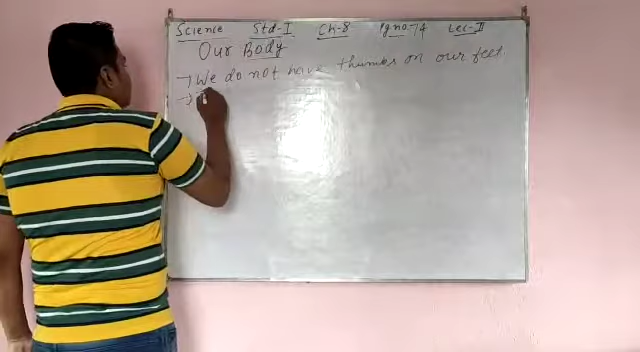 Science Std-I Ch-8 Pg no:-74 Lec-II
Our Body
→ We do not have thumbs on our feet.
→